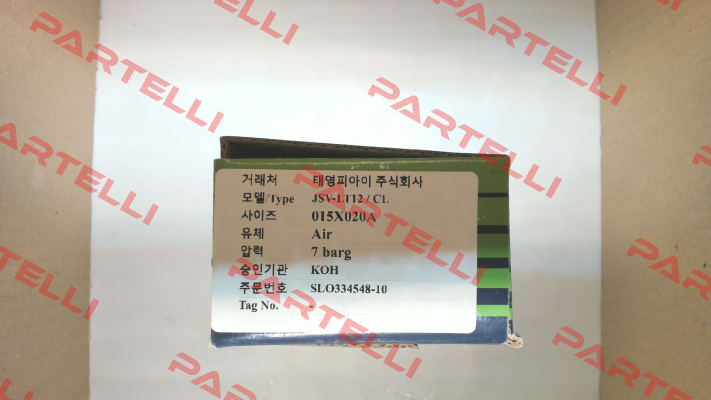 거래처 태영피아이 주식회사
모델/Type JSV-LT12 / CL
사이즈 015X020A
유체 Air
압력 7 barg
승인기관 KOH
주문번호 SLO334548-10
Tag No. -
PARTELLI
PARTELLI
PARTELLI
PARTELLI
PARTELLI
PARTELLI
PARTELLI
PARTELLI
PARTELLI